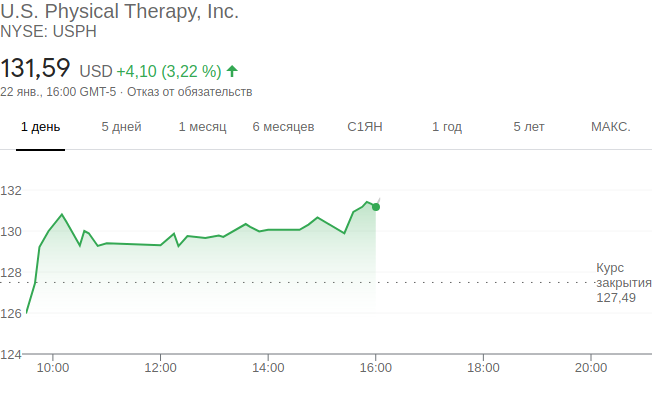 U.S. Physical Therapy, Inc.
NYSE: USPH
131,59 USD +4,10 (3,22 %)
22 янв., 16:00 GMT-5 · Отказ от обязательств
1 день 5 дней 1 месяц 6 месяцев С1ЯН 1 год 5 лет МАКС.
132
130
128
Курс
закрытия
127,49
126
124
10:00 12:00 14:00 16:00 18:00 20:00